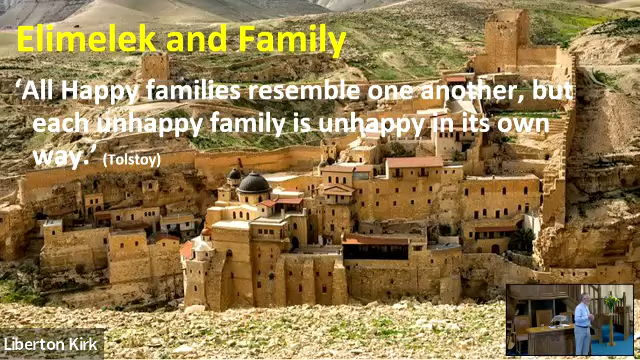 Elimelek and Family
‘All Happy families resemble one another, but
each unhappy family is unhappy in its own
way.’ (Tolstoy)
Liberton Kirk